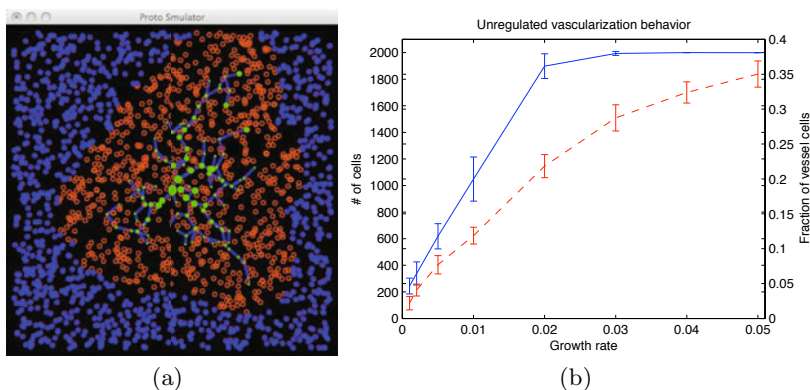 Proto Smulator
(a)
Unregulated vascularization behavior
# of cells
2000
1800
1600
1400
1200
1000
800
600
400
200
0
0.4
0.35
0.3
0.25
0.2
0.15
0.1
0.05
0
Fraction of vessel cells
0 0.01 0.02 0.03 0.04 0.05
Growth rate
(b)